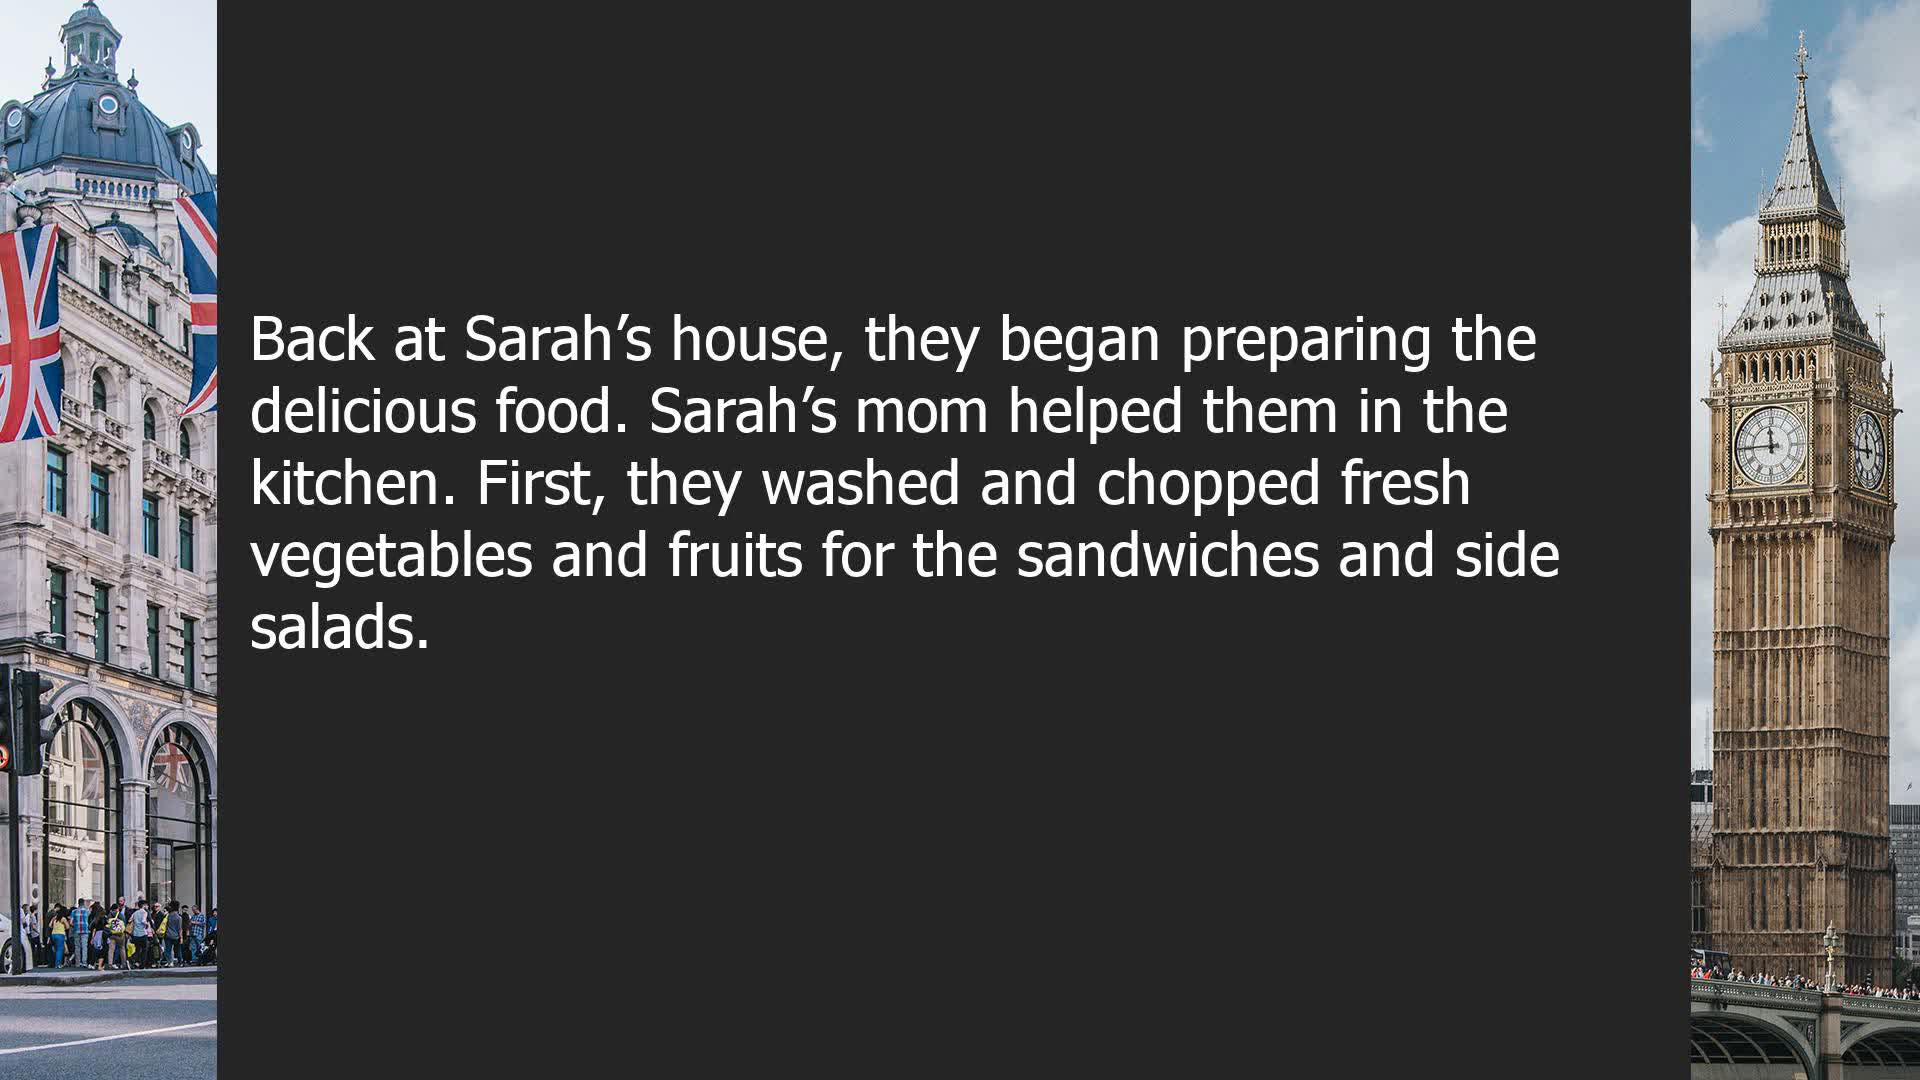 Back at Sarah’s house, they began preparing the
delicious food. Sarah’s mom helped them in the
kitchen. First, they washed and chopped fresh
vegetables and fruits for the sandwiches and side
salads.